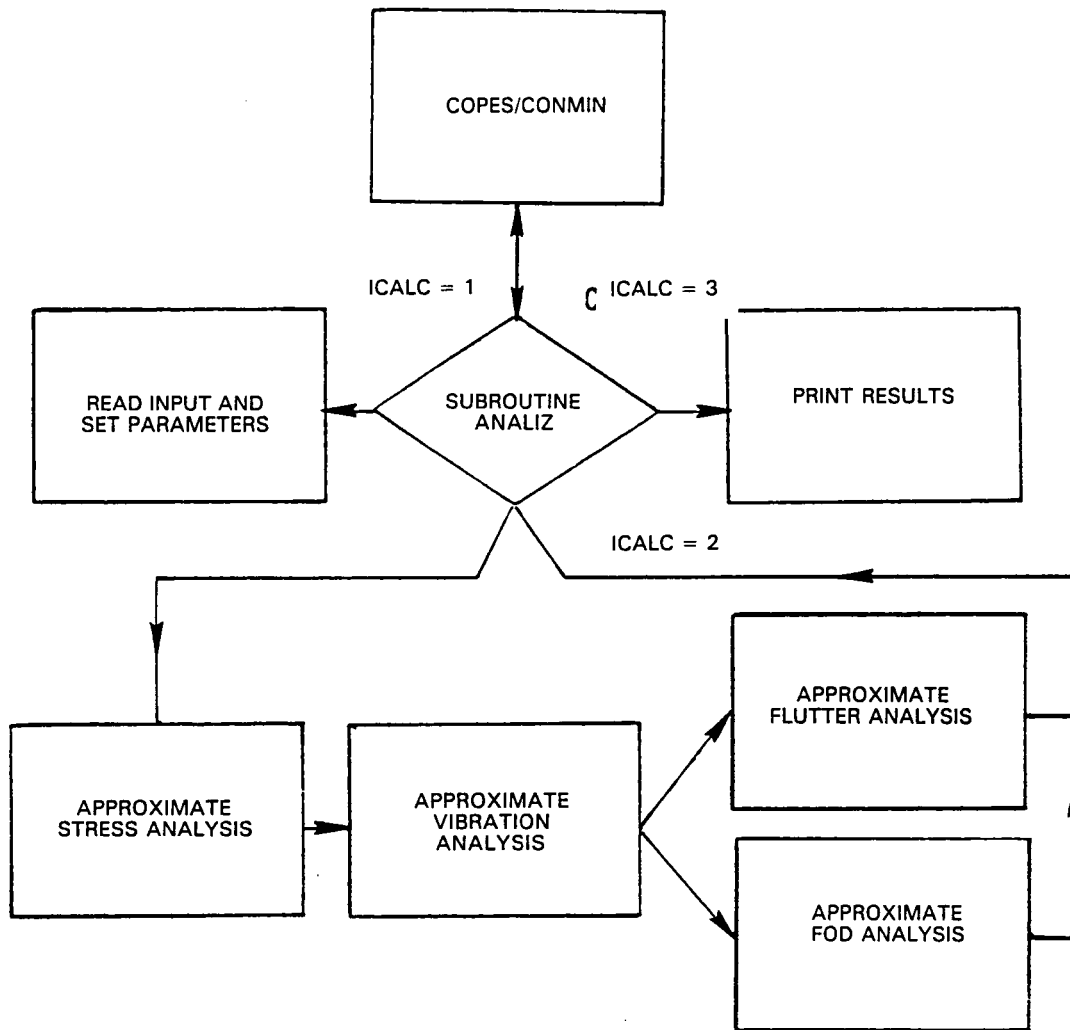 COPES/CONMIN
ICALC = 1
ICALC = 3
READ INPUT AND
SET PARAMETERS
SUBROUTINE
ANALIZ
PRINT RESULTS
ICALC = 2
APPROXIMATE
STRESS ANALYSIS
APPROXIMATE
VIBRATION
ANALYSIS
APPROXIMATE
FLUTTER ANALYSIS
APPROXIMATE
FOD ANALYSIS